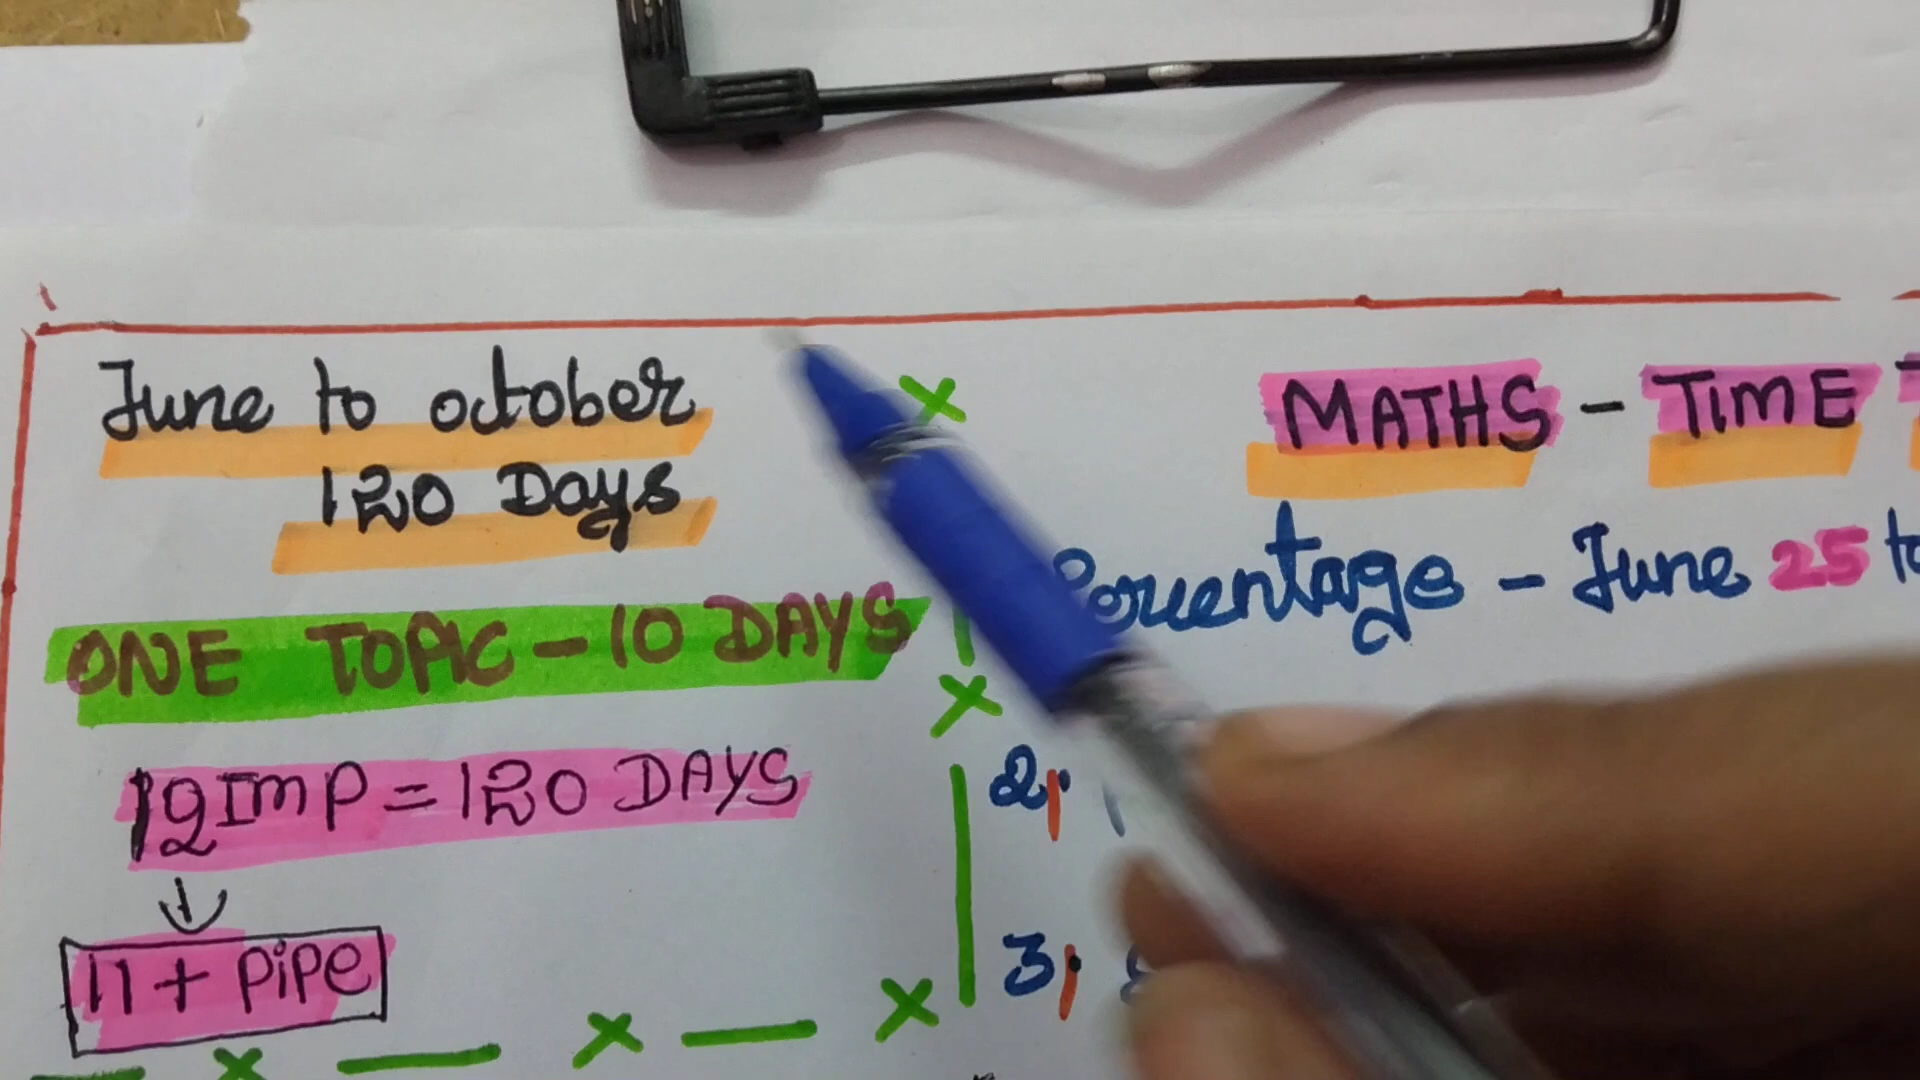 June to october
120 Days
ONE TOPIC - 10 DAYS
12 IMP = 120 DAYS
11 + PiPe
MATHS - TIME
Percentage - June 25 to
2,
3,